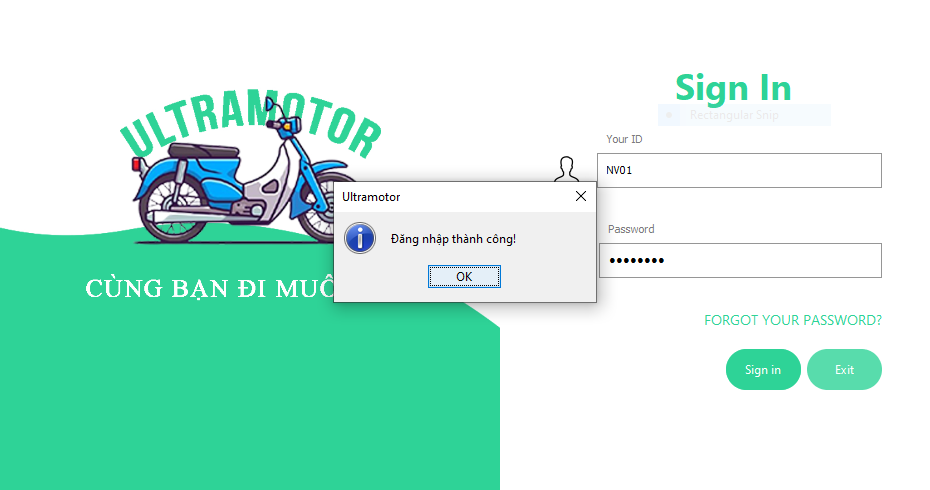 ULTRAMOTOR
CÙNG BẠN ĐI MUÔ
Sign In
Rectangular Snip
Your ID
NV01
Password
FORGOT YOUR PASSWORD?
Sign in
Exit
Ultramotor
Đăng nhập thành công!
OK